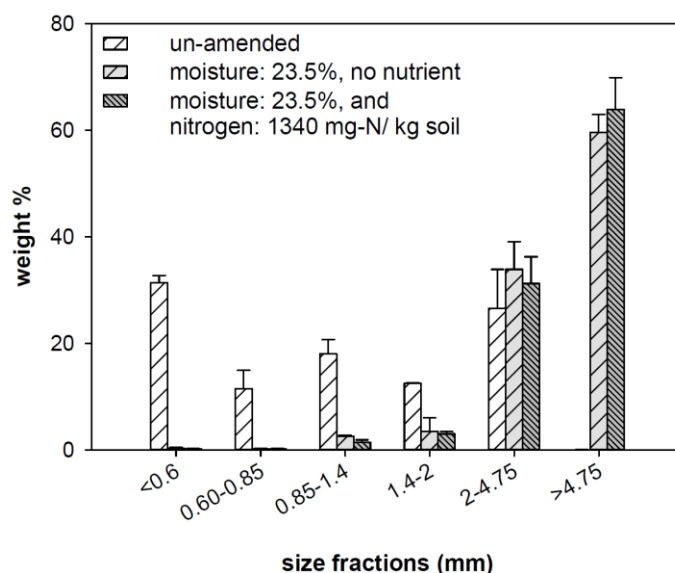 80
60
40
20
0
weight %
un-amended
moisture: 23.5%, no nutrient
moisture: 23.5%, and
nitrogen: 1340 mg-N/ kg soil
<0.6
0.60-0.85
0.85-1.4
1.4-2
2-4.75
>4.75
size fractions (mm)